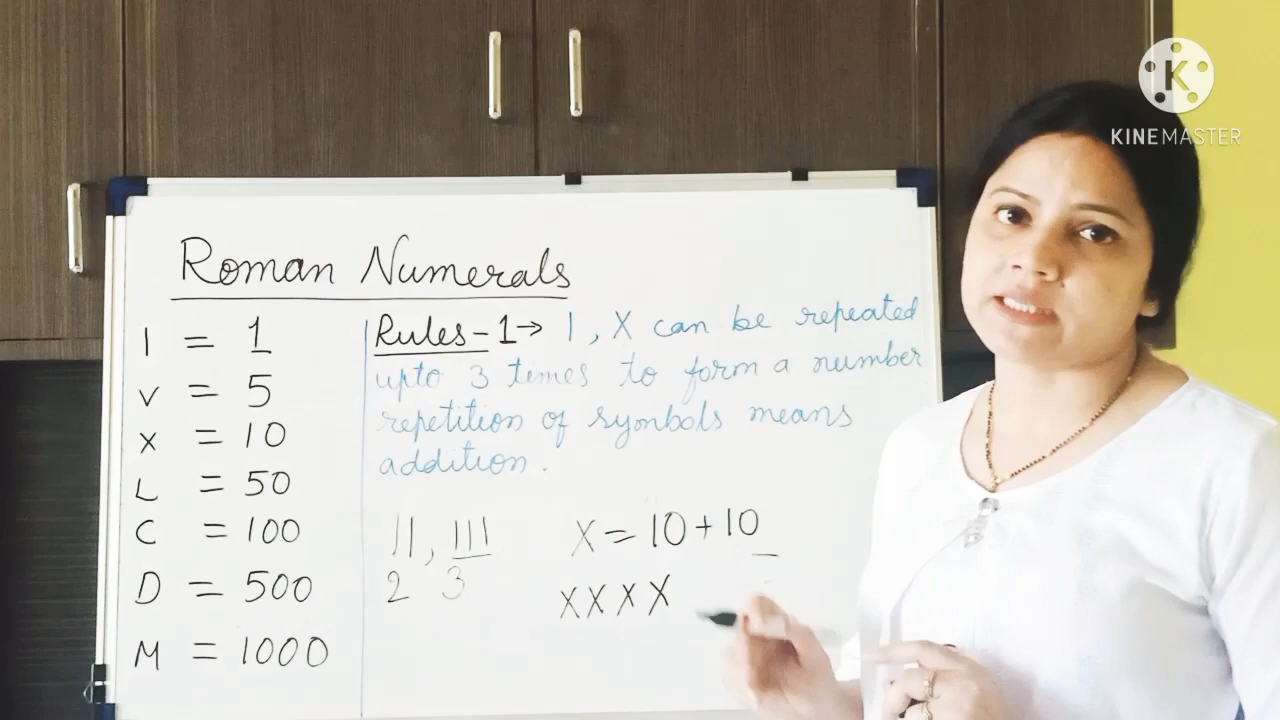 K
KINEMASTER
Roman Numerals
I = 1
V = 5
X = 10
L = 50
C = 100
D = 500
M = 1000
Rules-1→ I, X can be repeated
upto 3 times to form a number
repetition of symbols means
addition.
II, III
2 3
X = 10 + 10
XXXX